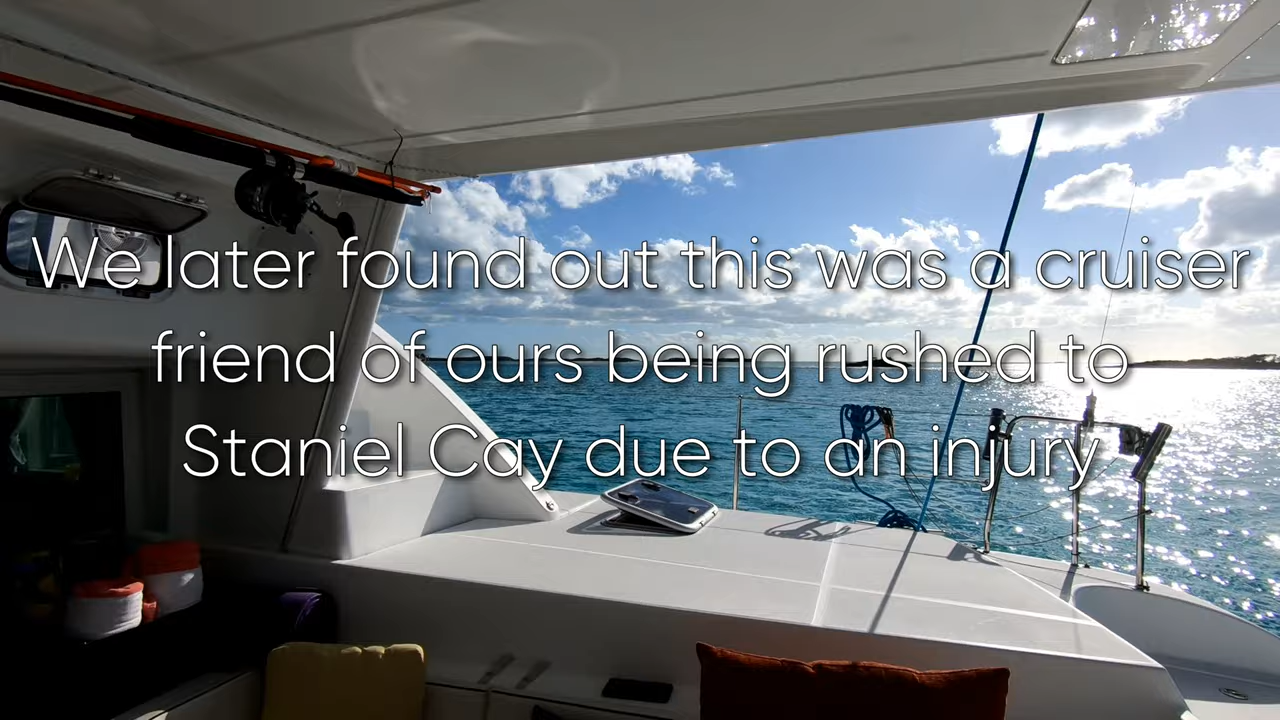 We later found out this was a cruiser
friend of ours being rushed to
Staniel Cay due to an injury